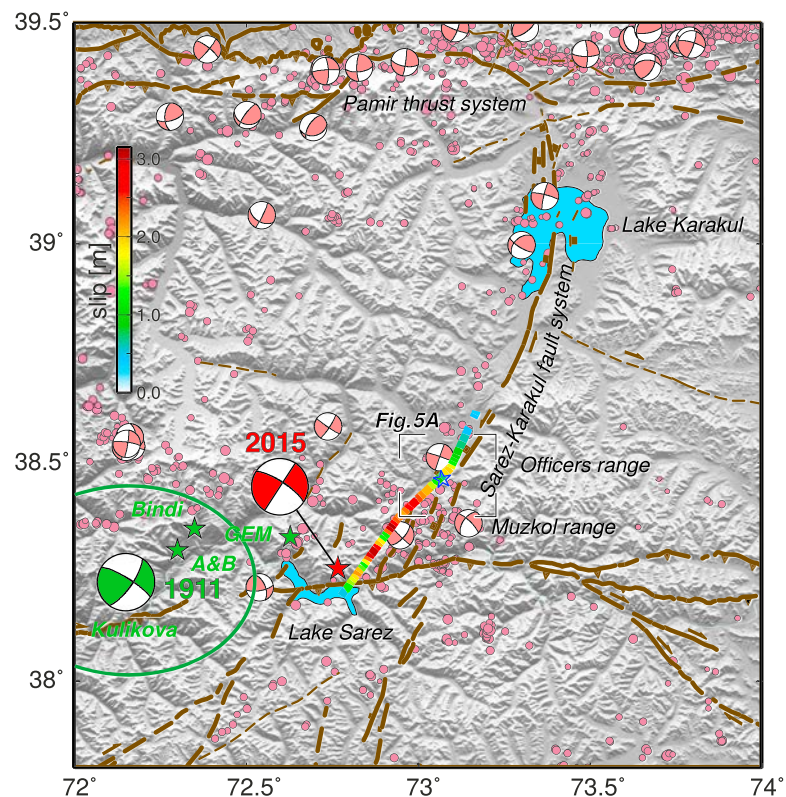 39.5°
Pamir thrust system
3.0
2.0
1.0
0.0
slip [m]
Lake Karakul
39°
Sarez-Karakul fault system
Fig.5A
2015
38.5°
Officers range
Bindi
GEM
Muzkol range
A&B
1911
Kulikova
Lake Sarez
38°
72°
72.5°
73°
73.5°
74°